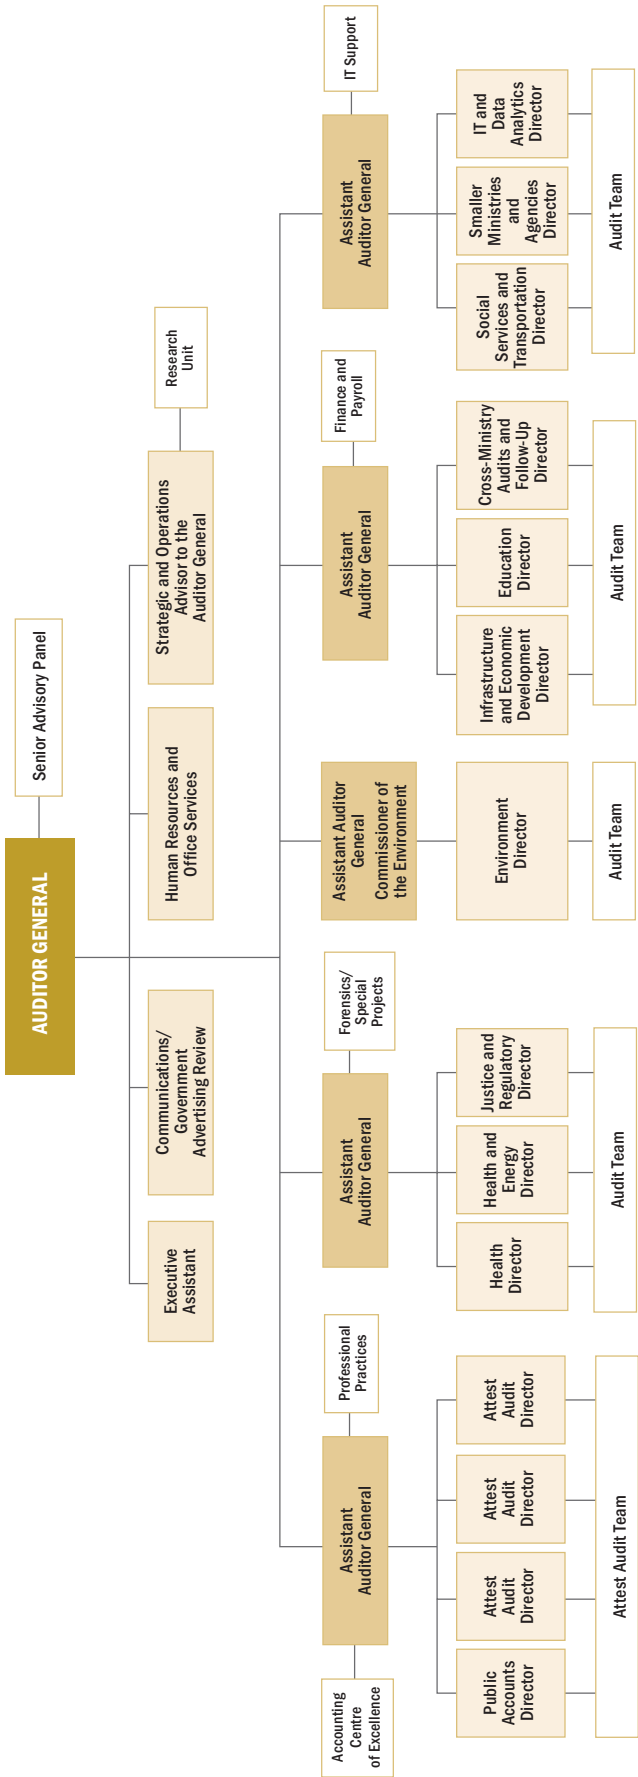 AUDITOR GENERAL
Senior Advisory Panel
Executive
Assistant
Communications/
Government
Advertising Review
Human Resources and
Office Services
Strategic and Operations
Advisor to the
Auditor General
Research
Unit
Accounting
Centre
of Excellence
Assistant
Auditor General
Professional
Practices
Assistant
Auditor General
Forensics/
Special
Projects
Assistant Auditor
General
Commissioner of
the Environment
Assistant
Auditor General
Finance and
Payroll
Assistant
Auditor General
IT Support
Public
Accounts
Director
Attest
Audit
Director
Attest
Audit
Director
Attest
Audit
Director
Health
Director
Health and
Energy
Director
Justice and
Regulatory
Director
Environment
Director
Infrastructure
and Economic
Development
Director
Education
Director
Cross-Ministry
Audits and
Follow-Up
Director
Social
Services and
Transportation
Director
Smaller
Ministries
and
Agencies
Director
IT and
Data
Analytics
Director
Attest Audit Team
Audit Team
Audit Team
Audit Team
Audit Team